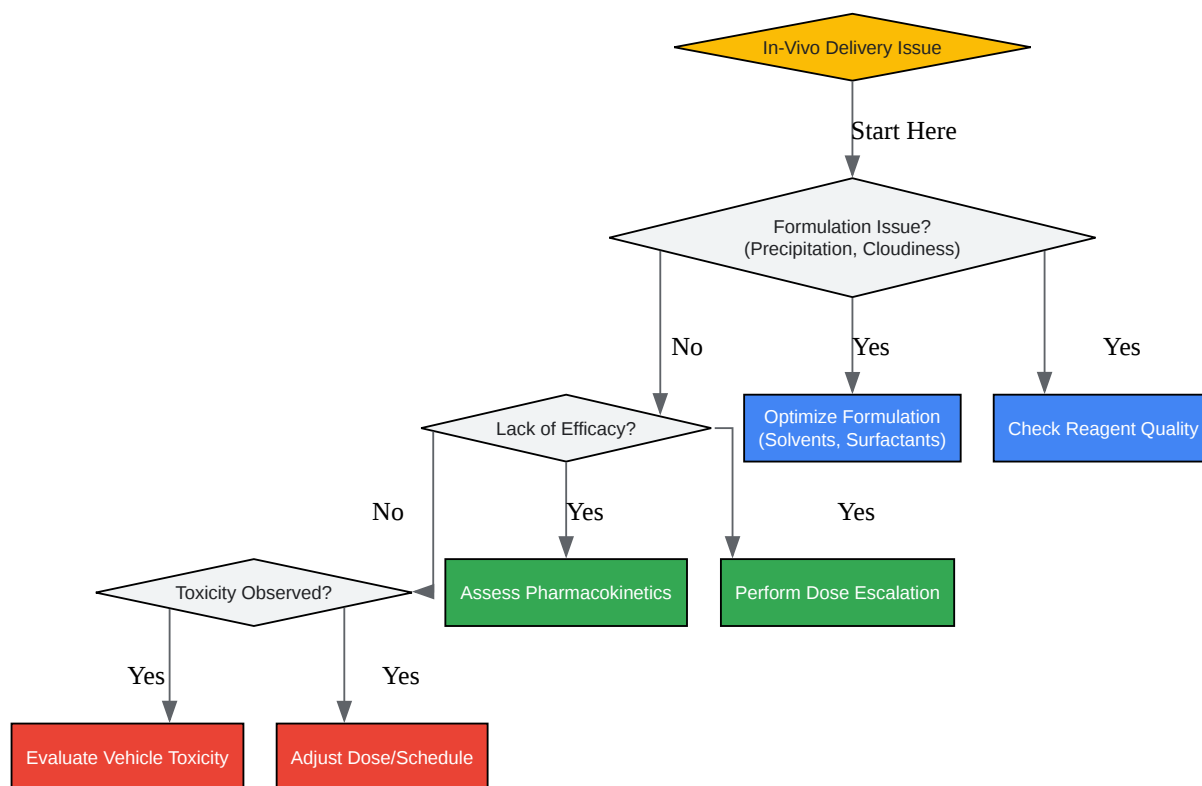 In-Vivo Delivery Issue
Start Here
Formulation Issue?
(Precipitation, Cloudiness)
No
Yes
Yes
Lack of Efficacy?
Optimize Formulation
(Solvents, Surfactants)
Check Reagent Quality
No
Yes
Yes
Toxicity Observed?
Assess Pharmacokinetics
Perform Dose Escalation
Yes
Yes
Evaluate Vehicle Toxicity
Adjust Dose/Schedule